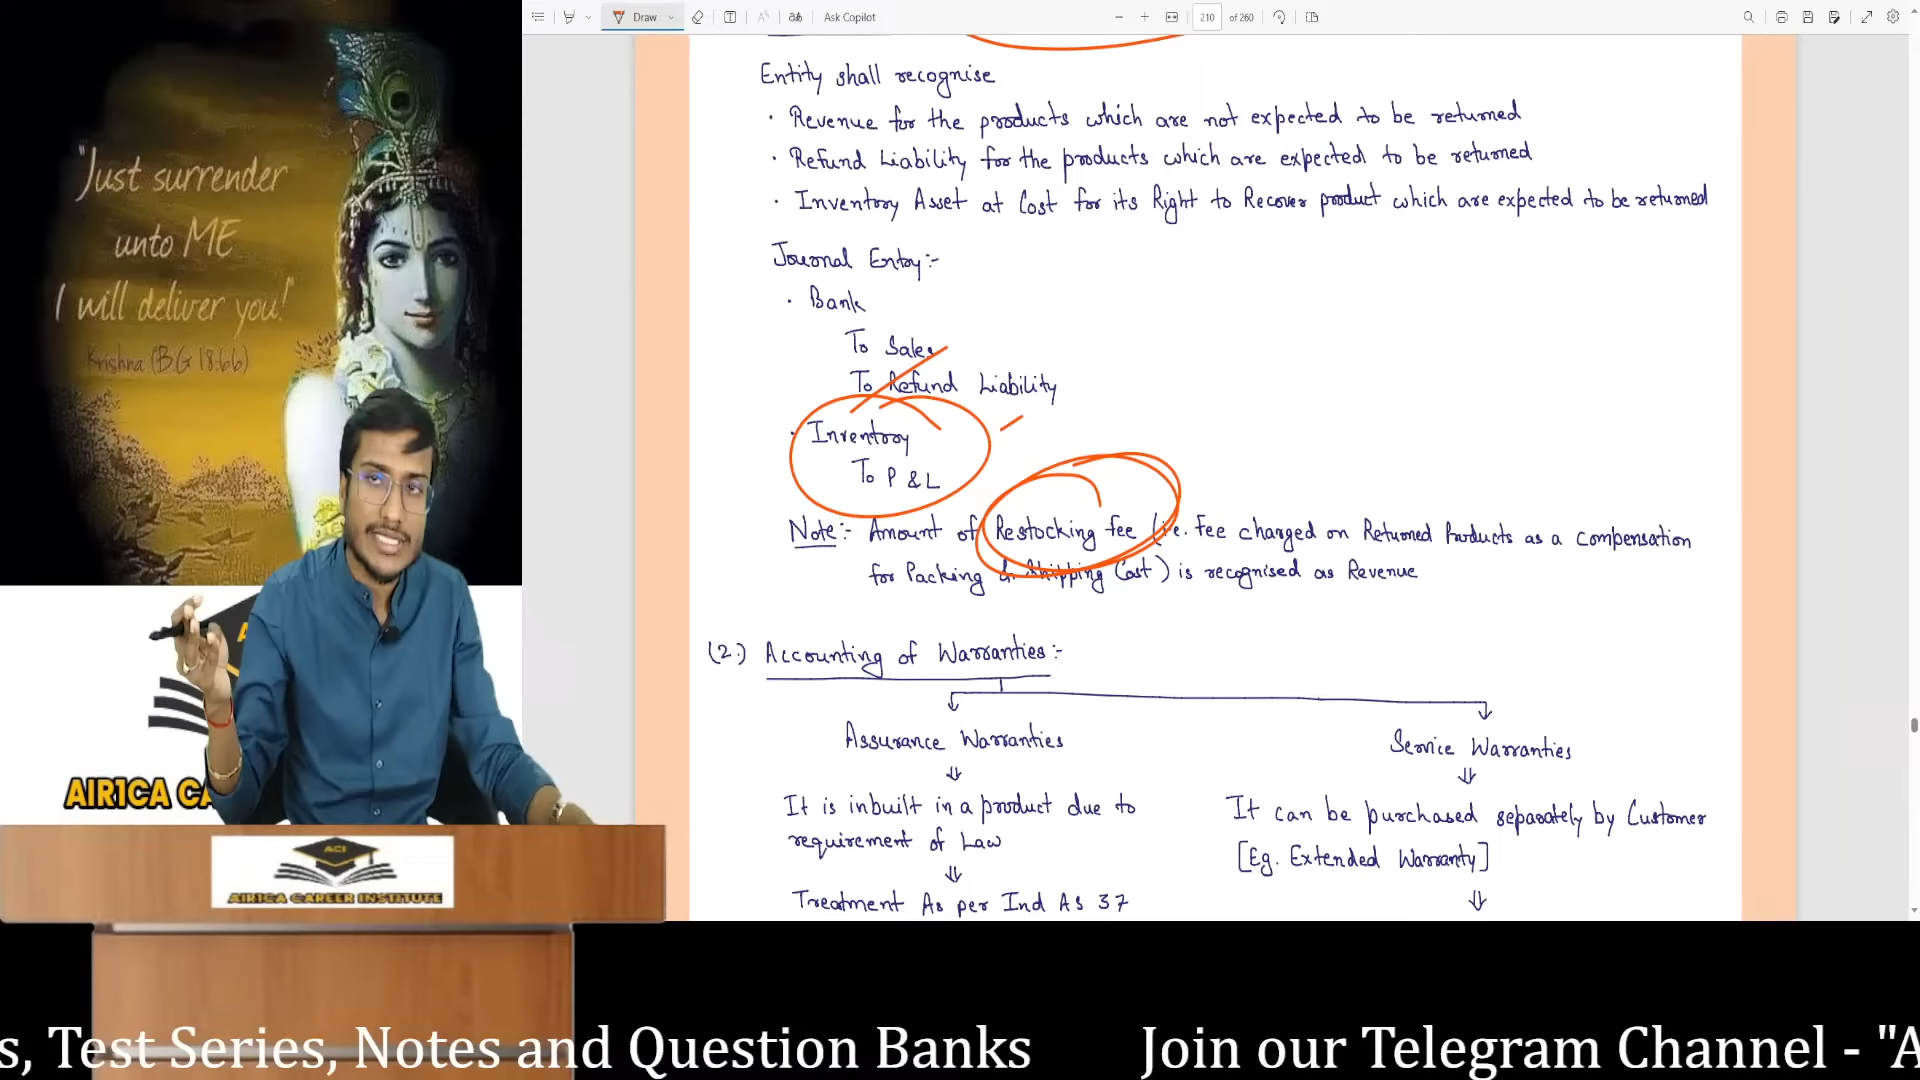 Draw
Ask Copilot
210 of 260
"Just surrender
unto ME
I will deliver you!"
Krishna (B.G 18:66)
Entity shall recognise
· Revenue for the products which are not expected to be returned
· Refund Liability for the products which are expected to be returned
· Inventory Asset at Cost for its Right to Recover product which are expected to be returned
Journal Entry:-
· Bank
To Sales
To Refund Liability
· Inventory
To P & L
Note:- Amount of Restocking fee (i.e. Fee charged on Returned Products as a compensation
for Packing & Shipping Cost) is recognised as Revenue
(2.) Accounting of Warranties:-
Assurance Warranties
Service Warranties
It is inbuilt in a product due to
requirement of Law
It can be purchased separately by Customer
[Eg. Extended Warranty]
Treatment As per Ind AS 37
AIR1CA CA
ACI
AIR1CA CAREER INSTITUTE
s, Test Series, Notes and Question Banks
Join our Telegram Channel - "A